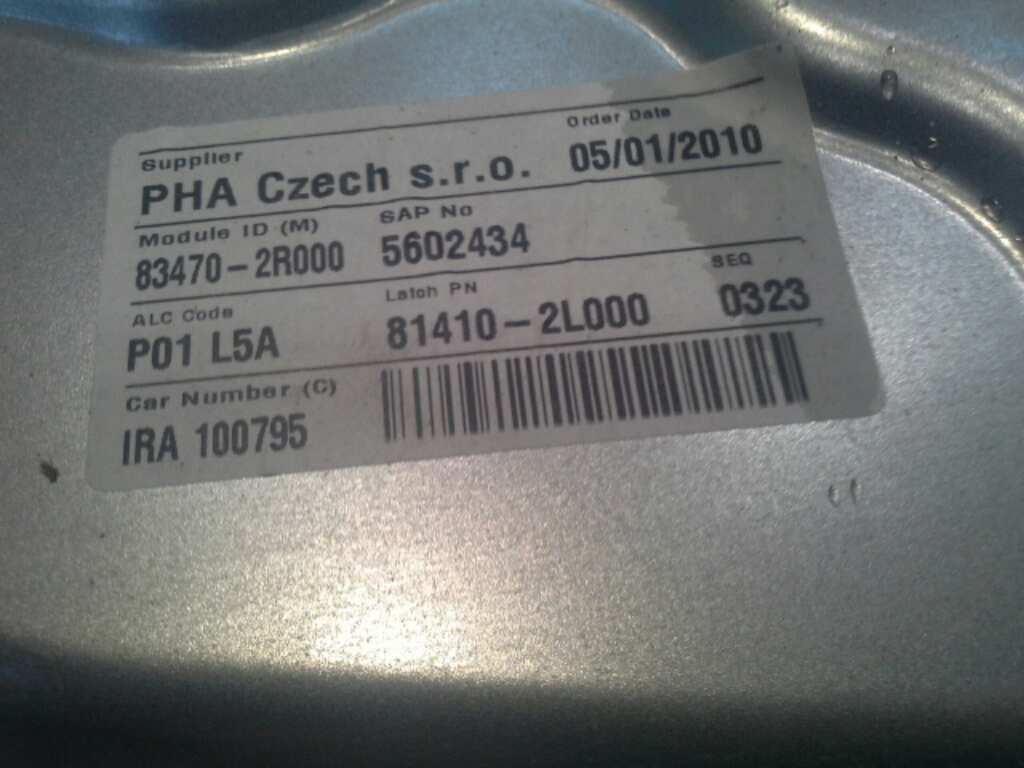 Supplier
Order Date
PHA Czech s.r.o. 05/01/2010
Module ID (M) SAP No
83470-2R000 5602434
ALC Code Latch PN SEQ
P01 L5A 81410-2L000 0323
Car Number (C)
IRA 100795